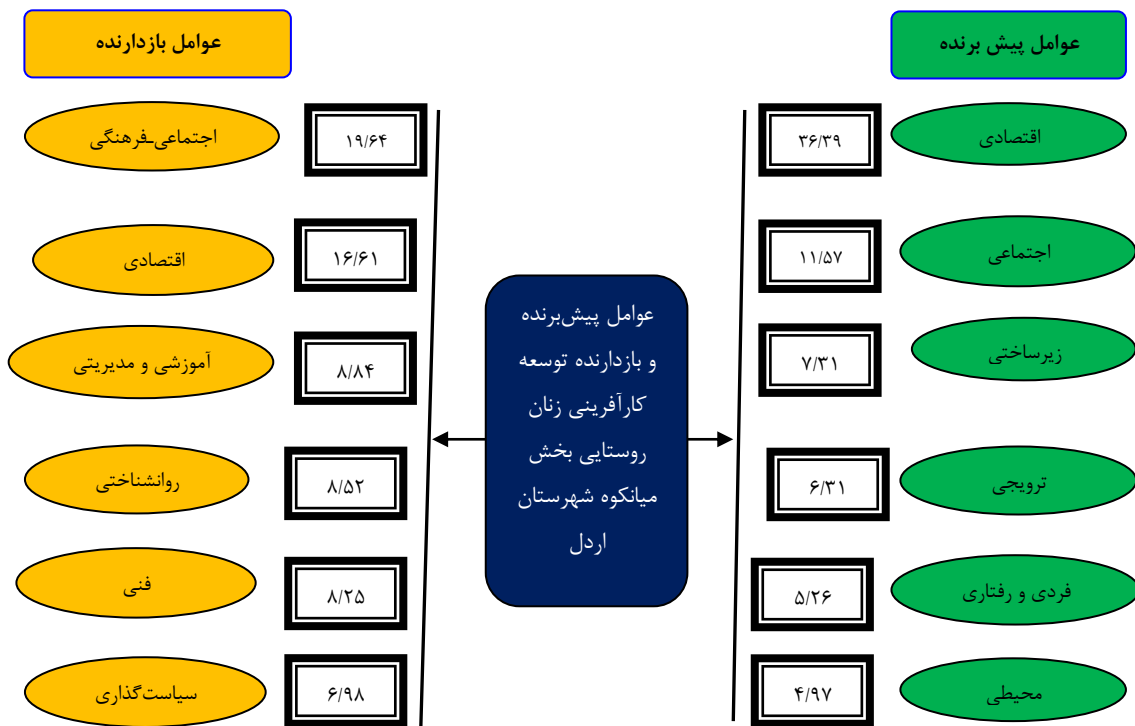 عوامل پیش برنده
عوامل بازدارنده
اقتصادی
۳۶/۳۹
۱۹/۶۴
اجتماعی-فرهنگی
اجتماعی
۱۱/۵۷
۱۶/۶۱
اقتصادی
زیرساختی
۷/۳۱
۸/۸۴
آموزشی و مدیریتی
عوامل پیش‌برنده
و بازدارنده توسعه
کارآفرینی زنان
روستایی بخش
میانکوه شهرستان
اردل
ترویجی
۶/۳۱
۸/۵۲
روانشناختی
فردی و رفتاری
۵/۲۶
۸/۲۵
فنی
محیطی
۴/۹۷
۶/۹۸
سیاست‌گذاری